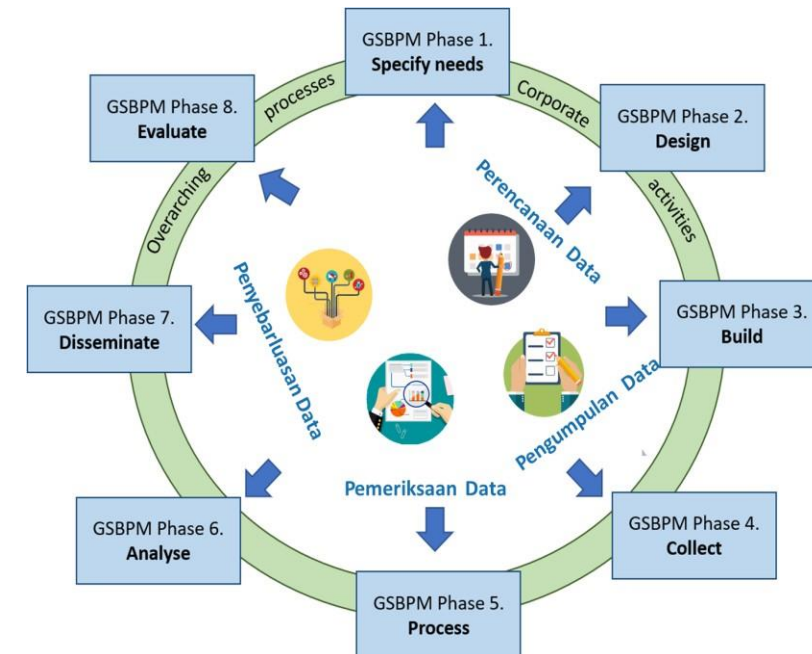 GSBPM Phase 1.
Specify needs
GSBPM Phase 2.
Design
GSBPM Phase 3.
Build
GSBPM Phase 4.
Collect
GSBPM Phase 5.
Process
GSBPM Phase 6.
Analyse
GSBPM Phase 7.
Disseminate
GSBPM Phase 8.
Evaluate
Overarching
processes
Corporate
activities
Perencanaan Data
Pengumpulan Data
Pemeriksaan Data
Penyebarluasan Data